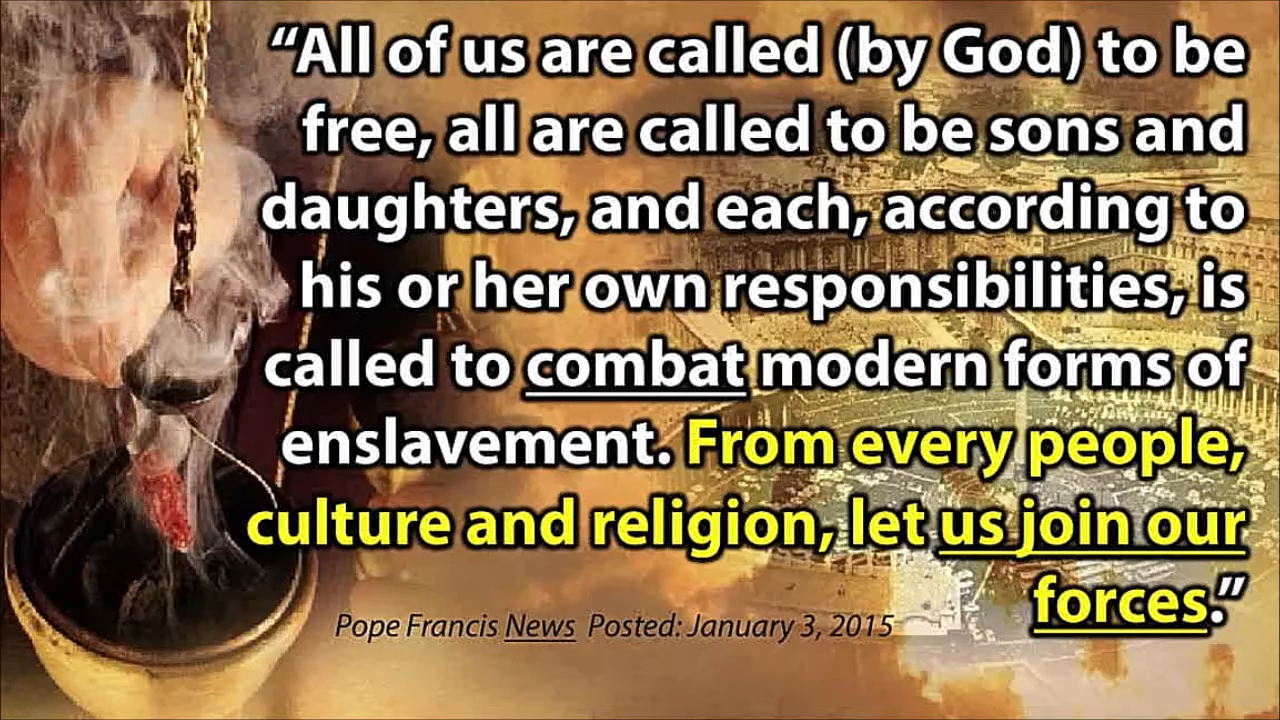 “All of us are called (by God) to be
free, all are called to be sons and
daughters, and each, according to
his or her own responsibilities, is
called to combat modern forms of
enslavement. From every people,
culture and religion, let us join our
forces.”
Pope Francis News Posted: January 3, 2015